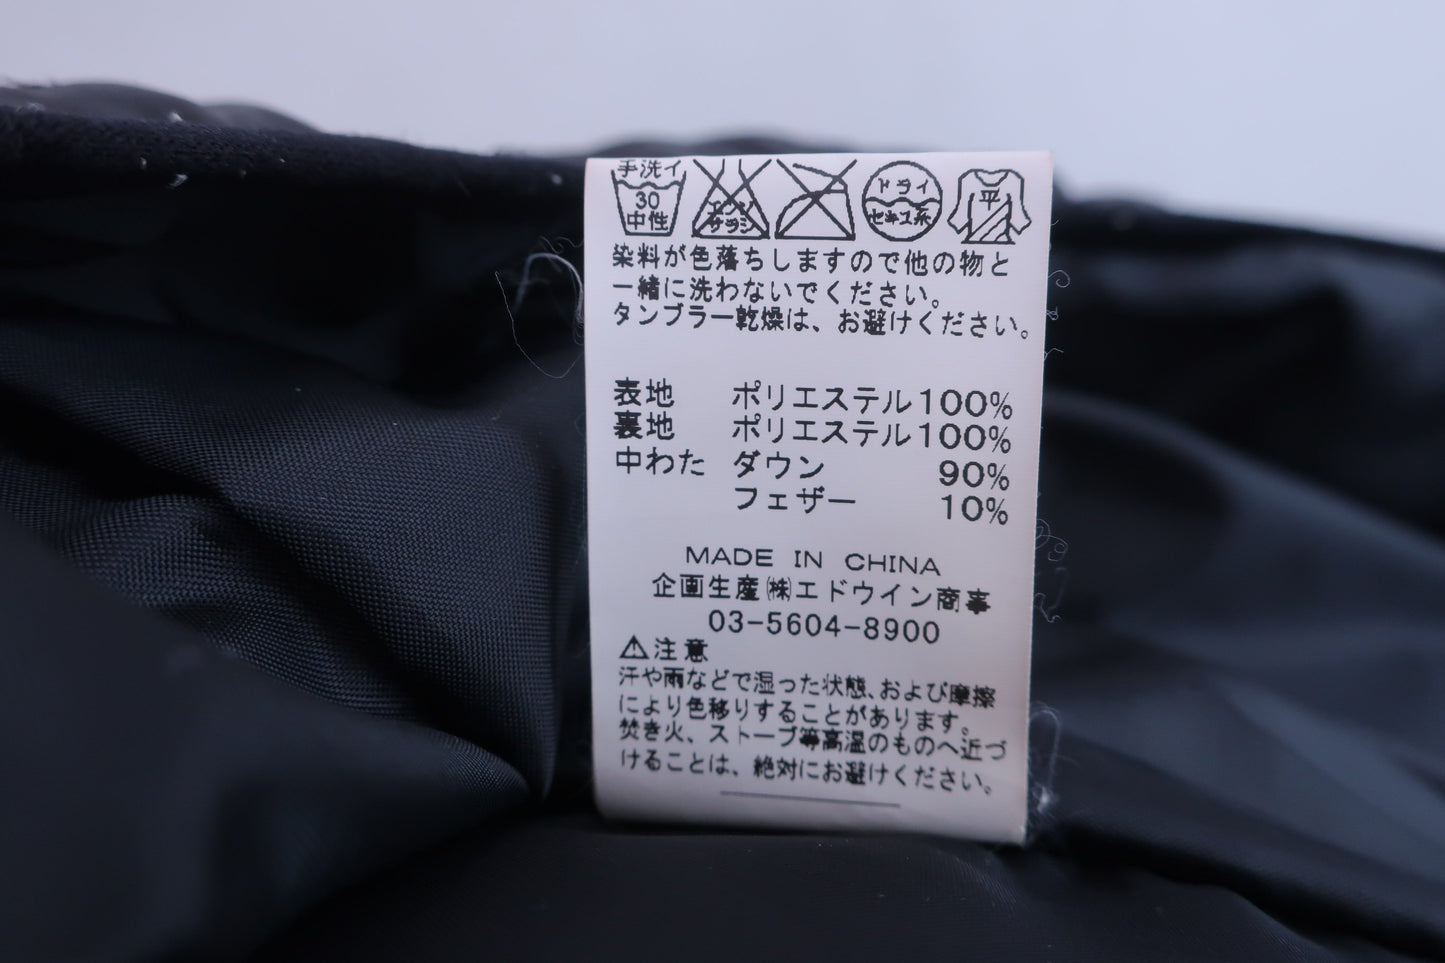 手洗イ
30
中性
エンソ
サラシ
ドライ
セキユ系
平
染料が色落ちしますので他の物と
一緒に洗わないでください。
タンブラー乾燥は、お避けください。
表地 ポリエステル100%
裏地 ポリエステル100%
中わた ダウン 90%
フェザー 10%
MADE IN CHINA
企画生産㈱エドウイン商事
03-5604-8900
⚠注意
汗や雨などで湿った状態、および摩擦
により色移りすることがあります。
焚き火、ストーブ等高温のものへ近づ
けることは、絶対にお避けください。